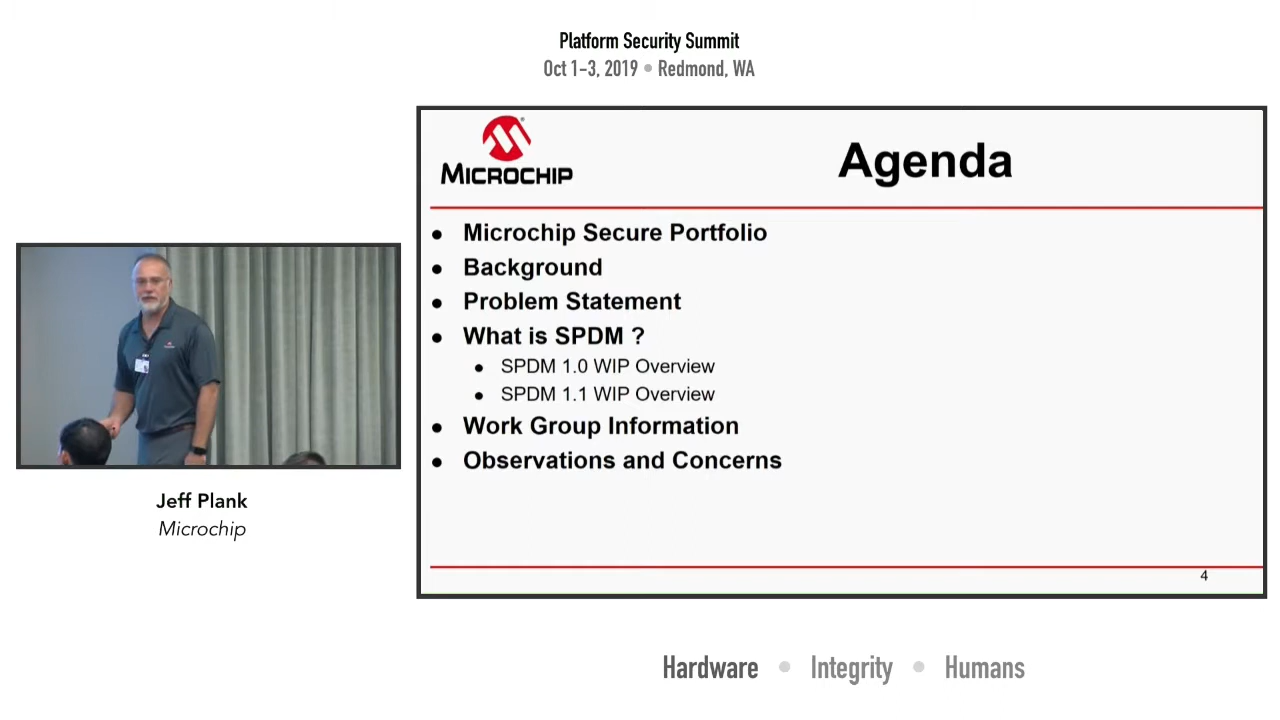 Platform Security Summit
Oct 1-3, 2019 • Redmond, WA
MICROCHIP
Agenda
• Microchip Secure Portfolio
• Background
• Problem Statement
• What is SPDM ?
• SPDM 1.0 WIP Overview
• SPDM 1.1 WIP Overview
• Work Group Information
• Observations and Concerns
4
Jeff Plank
Microchip
Hardware • Integrity • Humans